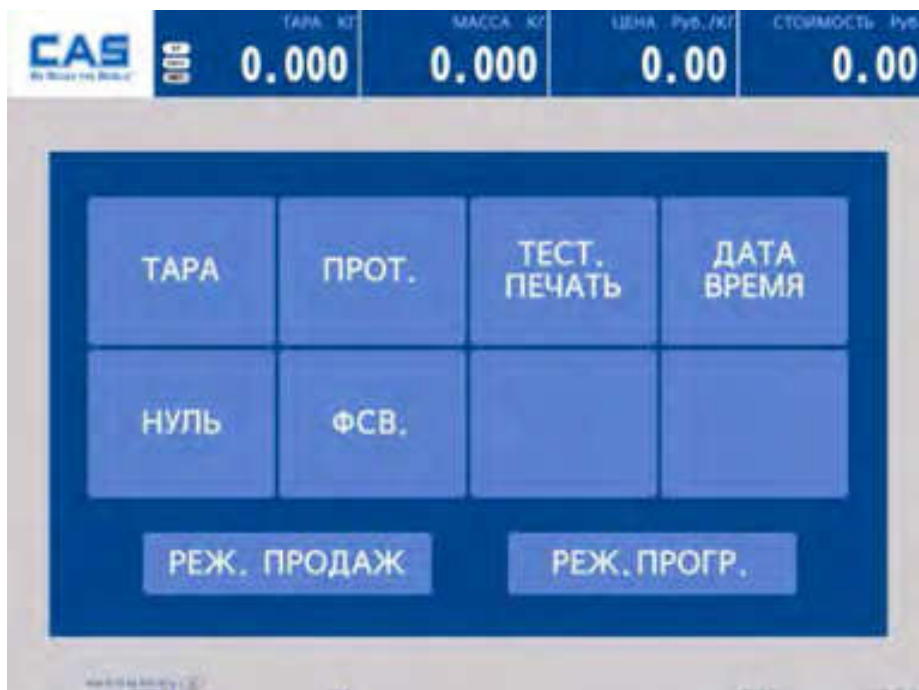 CAS
ТАРА КГ
МАССА КГ
ЦЕНА Руб./КГ
СТОИМОСТЬ Руб
0.000
0.000
0.00
0.00
ТАРА
ПРОТ.
ТЕСТ.
ПЕЧАТЬ
ДАТА
ВРЕМЯ
НУЛЬ
ФСВ.
РЕЖ. ПРОДАЖ
РЕЖ.ПРОГР.